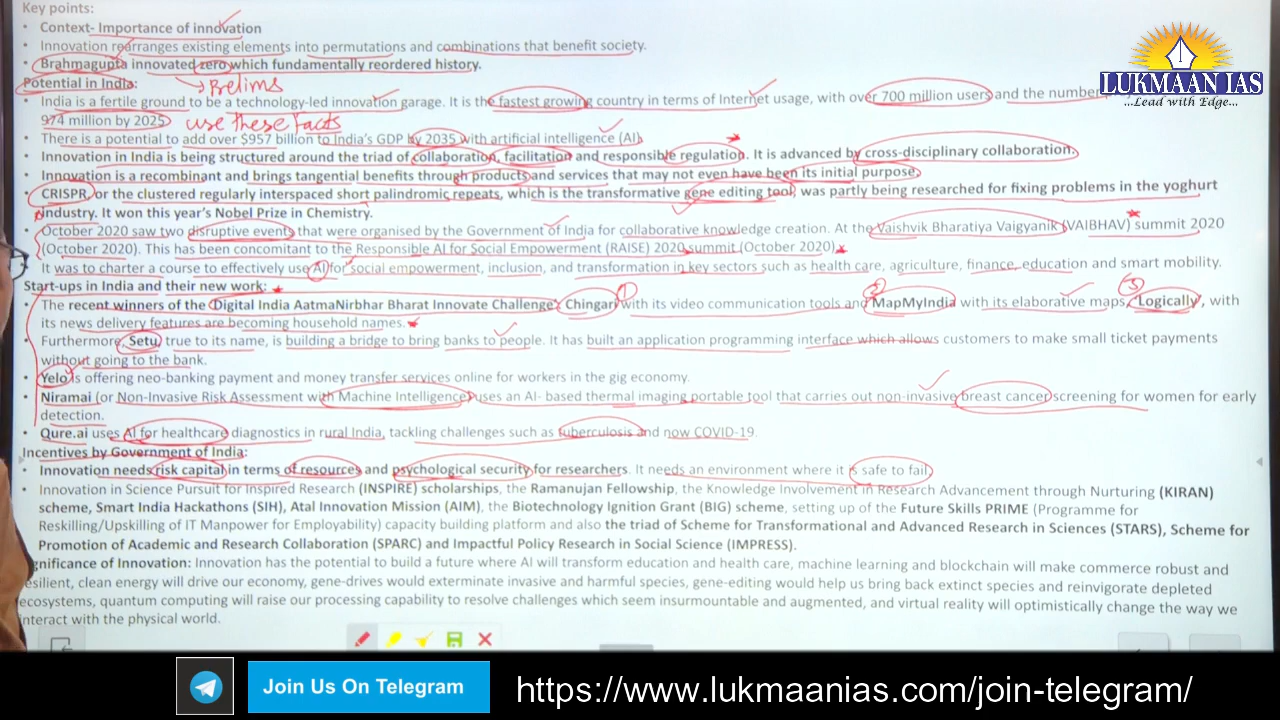 Key points:
• Context- Importance of innovation
• Innovation rearranges existing elements into permutations and combinations that benefit society.
• Brahmagupta innovated zero which fundamentally reordered history.
Potential in India:
→ Prelims
• India is a fertile ground to be a technology-led innovation garage. It is the fastest growing country in terms of Internet usage, with over 700 million users and the number
974 million by 2025
use these facts
• There is a potential to add over $957 billion to India's GDP by 2035 with artificial intelligence (AI).
• Innovation in India is being structured around the triad of collaboration, facilitation and responsible regulation. It is advanced by cross-disciplinary collaboration.
• Innovation is a recombinant and brings tangential benefits through products and services that may not even have been its initial purpose.
• CRISPR, or the clustered regularly interspaced short palindromic repeats, which is the transformative gene editing tool, was partly being researched for fixing problems in the yoghurt
industry. It won this year's Nobel Prize in Chemistry.
• October 2020 saw two disruptive events that were organised by the Government of India for collaborative knowledge creation. At the Vaishvik Bharatiya Vaigyanik (VAIBHAV) summit 2020
(October 2020). This has been concomitant to the Responsible AI for Social Empowerment (RAISE) 2020 summit (October 2020).
• It was to charter a course to effectively use AI for social empowerment, inclusion, and transformation in key sectors such as health care, agriculture, finance, education and smart mobility.
Start-ups in India and their new work:
1 2 3
• The recent winners of the Digital India AatmaNirbhar Bharat Innovate Challenge: Chingari with its video communication tools and MapMyIndia with its elaborative maps, 'Logically', with
its news delivery features are becoming household names.
• Furthermore, Setu, true to its name, is building a bridge to bring banks to people. It has built an application programming interface which allows customers to make small ticket payments
without going to the bank.
• Yelo is offering neo-banking payment and money transfer services online for workers in the gig economy.
• Niramai (or Non-Invasive Risk Assessment with Machine Intelligence) uses an AI- based thermal imaging portable tool that carries out non-invasive breast cancer screening for women for early
detection.
• Qure.ai uses AI for healthcare diagnostics in rural India, tackling challenges such as tuberculosis and now COVID-19.
Incentives by Government of India:
• Innovation needs risk capital in terms of resources and psychological security for researchers. It needs an environment where it is safe to fail.
• Innovation in Science Pursuit for Inspired Research (INSPIRE) scholarships, the Ramanujan Fellowship, the Knowledge Involvement in Research Advancement through Nurturing (KIRAN)
scheme, Smart India Hackathons (SIH), Atal Innovation Mission (AIM), the Biotechnology Ignition Grant (BIG) scheme, setting up of the Future Skills PRIME (Programme for
Reskilling/Upskilling of IT Manpower for Employability) capacity building platform and also the triad of Scheme for Transformational and Advanced Research in Sciences (STARS), Scheme for
Promotion of Academic and Research Collaboration (SPARC) and Impactful Policy Research in Social Science (IMPRESS).
gnificance of Innovation: Innovation has the potential to build a future where AI will transform education and health care, machine learning and blockchain will make commerce robust and
esilient, clean energy will drive our economy, gene-drives would exterminate invasive and harmful species, gene-editing would help us bring back extinct species and reinvigorate depleted
ecosystems, quantum computing will raise our processing capability to resolve challenges which seem insurmountable and augmented, and virtual reality will optimistically change the way we
interact with the physical world.
LUKMAAN IAS
...Lead with Edge...
Join Us On Telegram
https://www.lukmaanias.com/join-telegram/